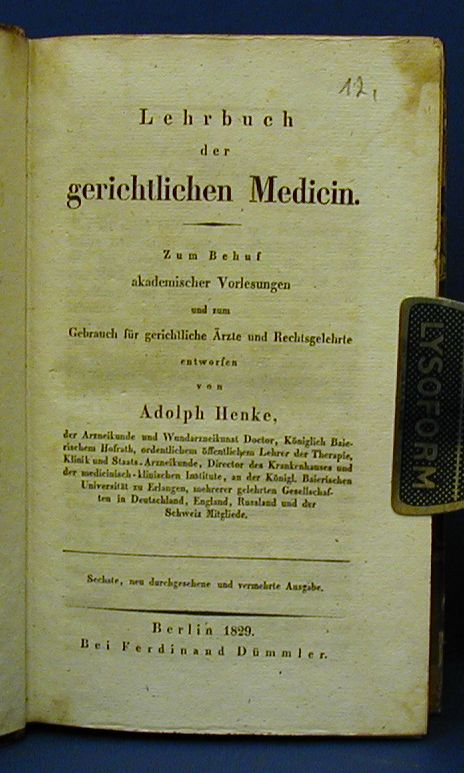 12,
Lehrbuch
der
gerichtlichen Medicin.
Zum Behuf
akademischer Vorlesungen
und zum
Gebrauch für gerichtliche Ärzte und Rechtsgelehrte
entworfen
von
Adolph Henke,
der Arzneikunde und Wundarzneikunst Doctor, Königlich Baie-
rischem Hofrath, ordentlichem öffentlichem Lehrer der Therapie,
Klinik und Staats-Arzneikunde, Director des Krankenhauses und
der medicinisch-klinischen Institute, an der Königl. Baierischen
Universität zu Erlangen, mehrerer gelehrten Gesellschaf-
ten in Deutschland, England, Russland und der
Schweiz Mitgliede.
Sechste, neu durchgesehene und vermehrte Ausgabe.
Berlin 1829.
Bei Ferdinand Dümmler.
LYSOFORM